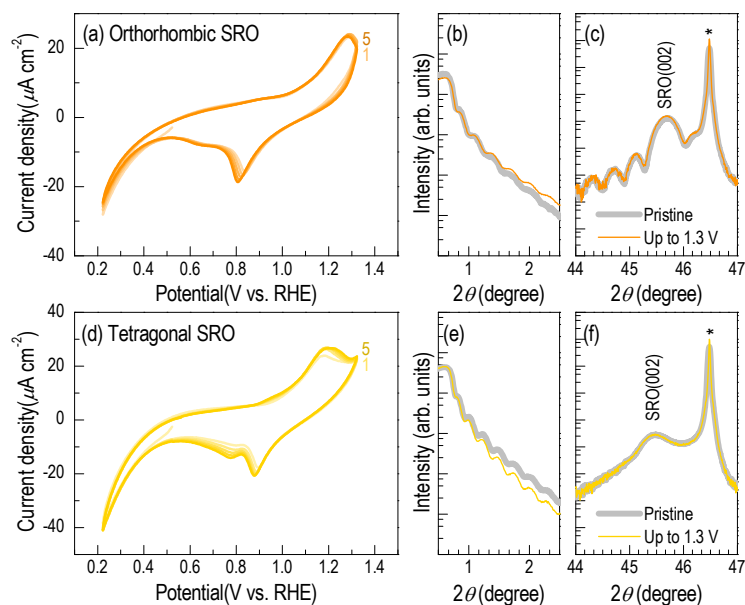 (a) Orthorhombic SRO
5
1
Current density(μA cm⁻²)
40
20
0
-20
-40
0.2 0.4 0.6 0.8 1.0 1.2 1.4
Potential(V vs. RHE)
(b)
Intensity (arb. units)
1 2
2θ (degree)
(c)
*
SRO(002)
Pristine
Up to 1.3 V
44 45 46 47
2θ (degree)
(d) Tetragonal SRO
5
1
Current density(μA cm⁻²)
40
20
0
-20
-40
0.2 0.4 0.6 0.8 1.0 1.2 1.4
Potential(V vs. RHE)
(e)
Intensity (arb. units)
1 2
2θ (degree)
(f)
*
SRO(002)
Pristine
Up to 1.3 V
44 45 46 47
2θ (degree)